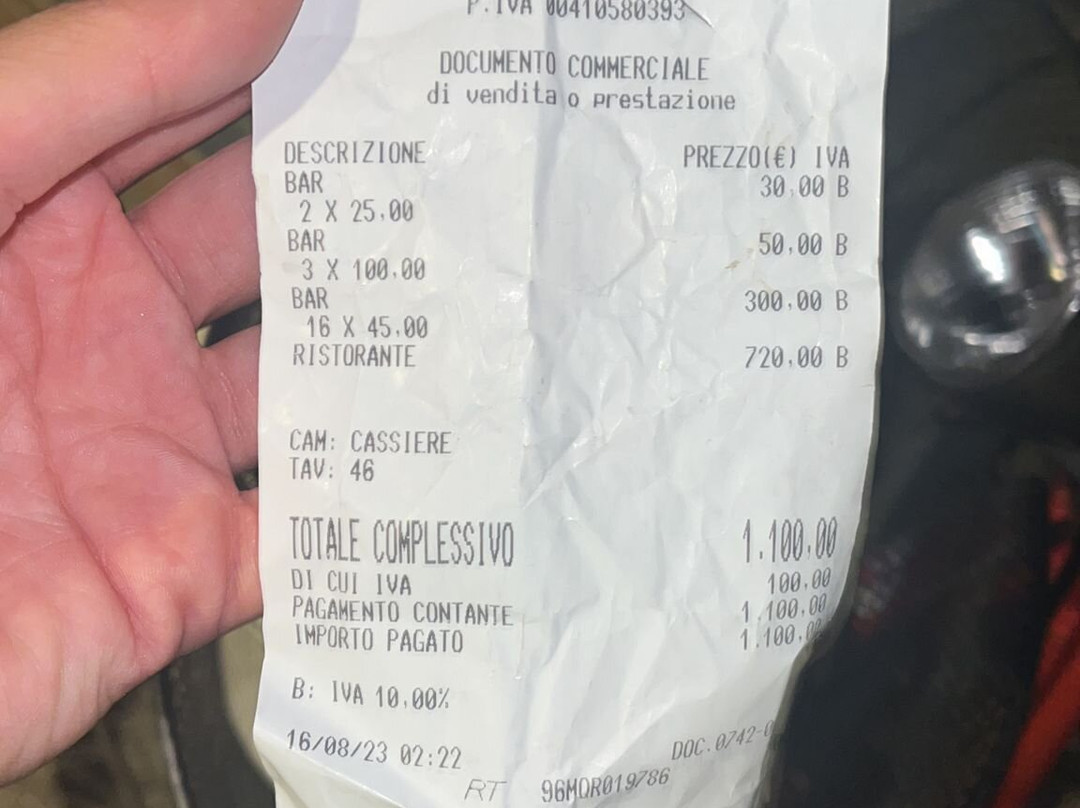 P.IVA 00410580393
DOCUMENTO COMMERCIALE
di vendita o prestazione
DESCRIZIONE PREZZO(€) IVA
BAR 30,00 B
2 X 25,00
BAR 50,00 B
3 X 100,00
BAR 300,00 B
16 X 45,00
RISTORANTE 720,00 B
CAM: CASSIERE
TAV: 46
TOTALE COMPLESSIVO 1.100,00
DI CUI IVA 100,00
PAGAMENTO CONTANTE 1.100,00
IMPORTO PAGATO 1.100,00
B: IVA 10,00%
16/08/23 02:22 DOC.0742-0
RT 96MQR019786